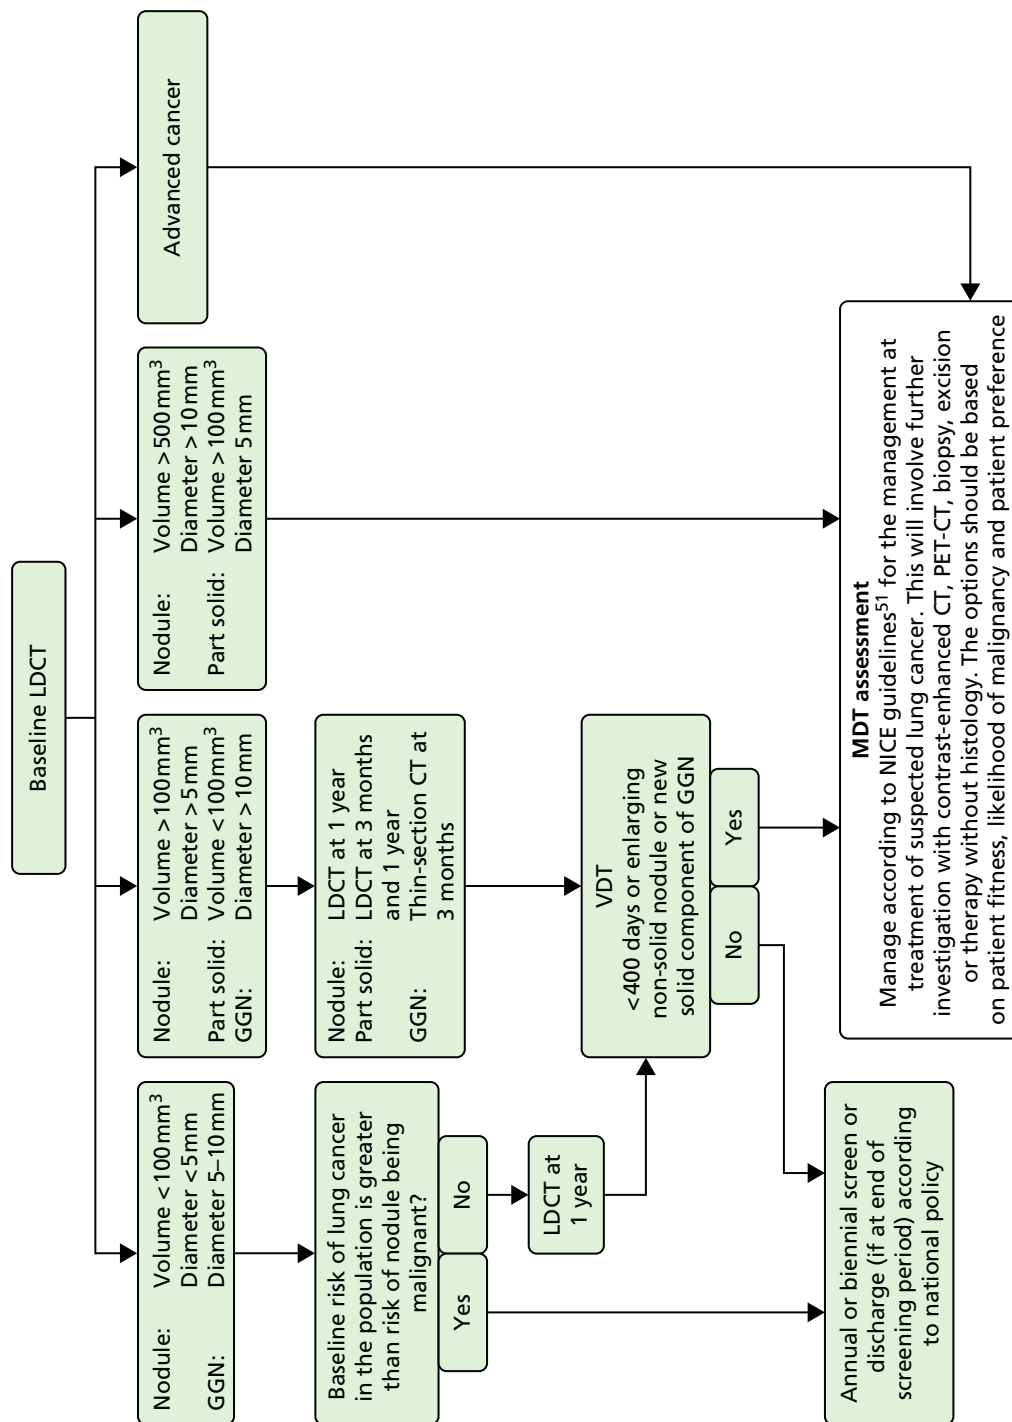 Baseline LDCT
Nodule: Volume <100 mm³
Diameter <5 mm
GGN: Diameter 5–10 mm
Nodule: Volume >100 mm³
Diameter >5 mm
Part solid: Volume <100 mm³
GGN: Diameter >10 mm
Nodule: Volume >500 mm³
Diameter >10 mm
Part solid: Volume >100 mm³
Diameter 5 mm
Advanced cancer
Baseline risk of lung cancer
in the population is greater
than risk of nodule being
malignant?
Yes
No
Nodule: LDCT at 1 year
Part solid: LDCT at 3 months
and 1 year
GGN: Thin-section CT at
3 months
LDCT at
1 year
VDT
<400 days or enlarging
non-solid nodule or new
solid component of GGN
No
Yes
Annual or biennial screen or
discharge (if at end of
screening period) according
to national policy
MDT assessment
Manage according to NICE guidelines⁵¹ for the management at
treatment of suspected lung cancer. This will involve further
investigation with contrast-enhanced CT, PET-CT, biopsy, excision
or therapy without histology. The options should be based
on patient fitness, likelihood of malignancy and patient preference